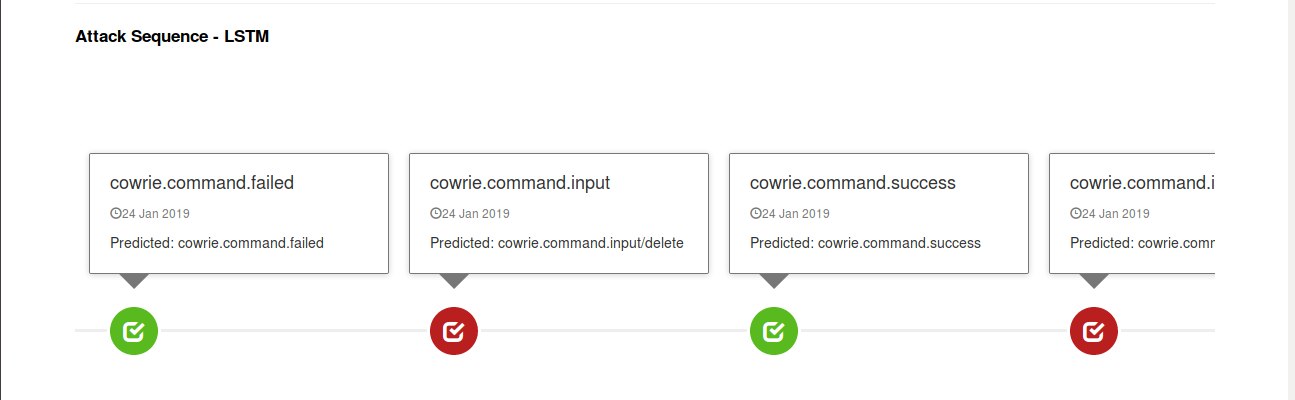 Attack Sequence - LSTM
cowrie.command.failed
24 Jan 2019
Predicted: cowrie.command.failed
cowrie.command.input
24 Jan 2019
Predicted: cowrie.command.input/delete
cowrie.command.success
24 Jan 2019
Predicted: cowrie.command.success
cowrie.command.i
24 Jan 2019
Predicted: cowrie.comm